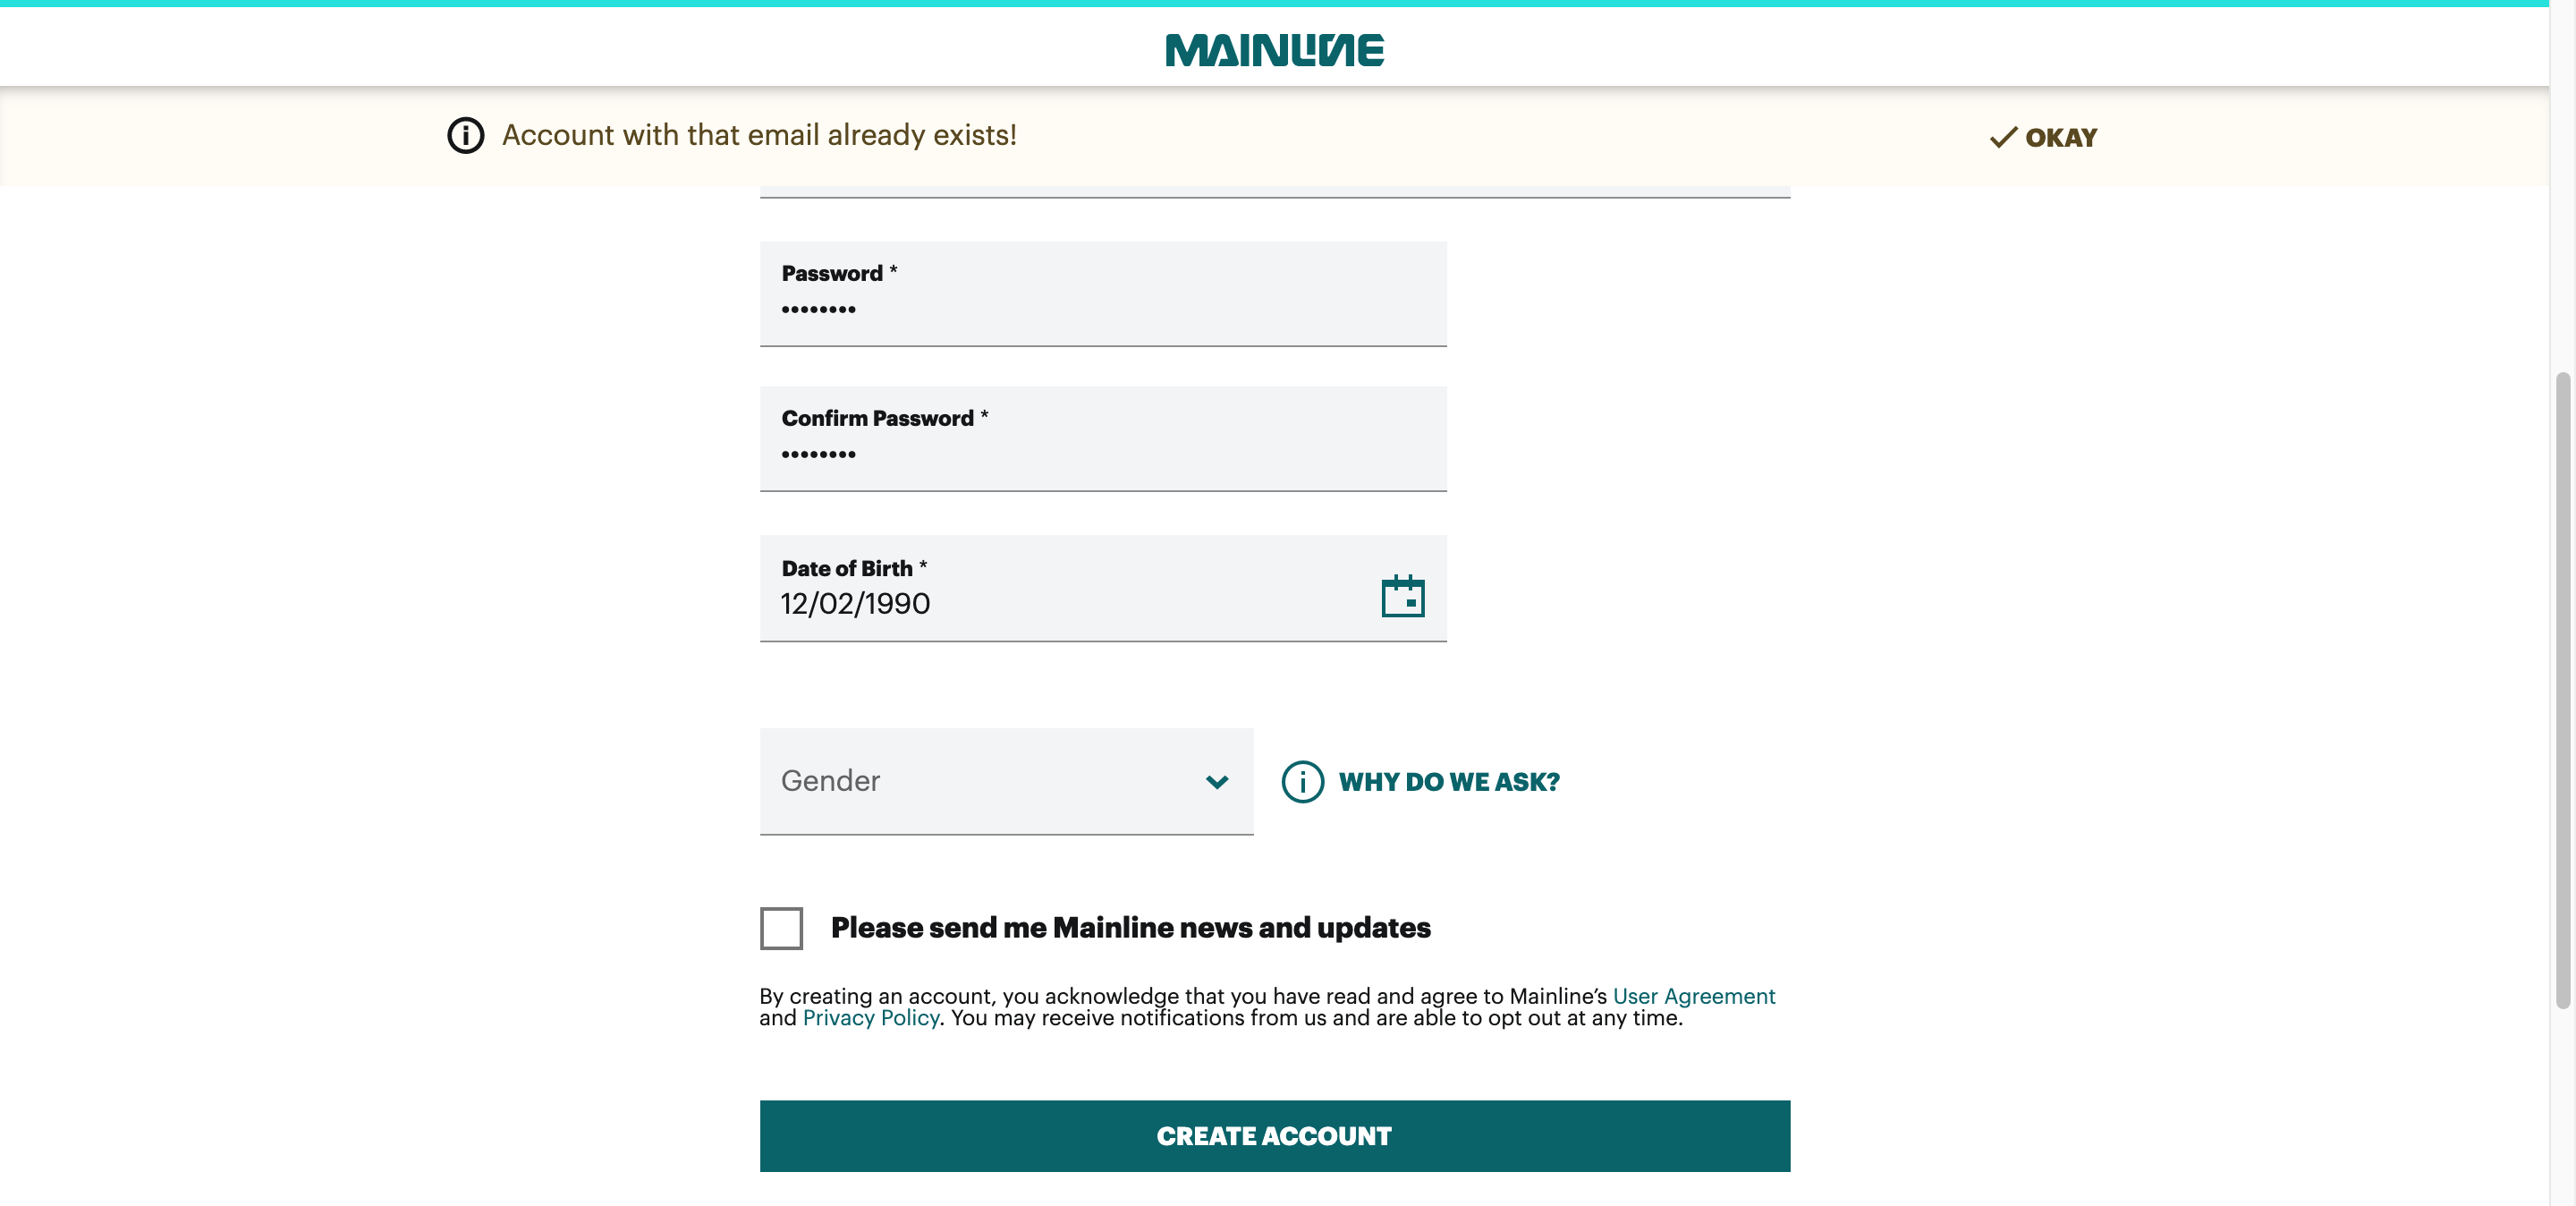 MAINLINE
Account with that email already exists!
OKAY
Password *
••••••••
Confirm Password *
••••••••
Date of Birth *
12/02/1990
Gender
WHY DO WE ASK?
Please send me Mainline news and updates
By creating an account, you acknowledge that you have read and agree to Mainline’s User Agreement
and Privacy Policy. You may receive notifications from us and are able to opt out at any time.
CREATE ACCOUNT